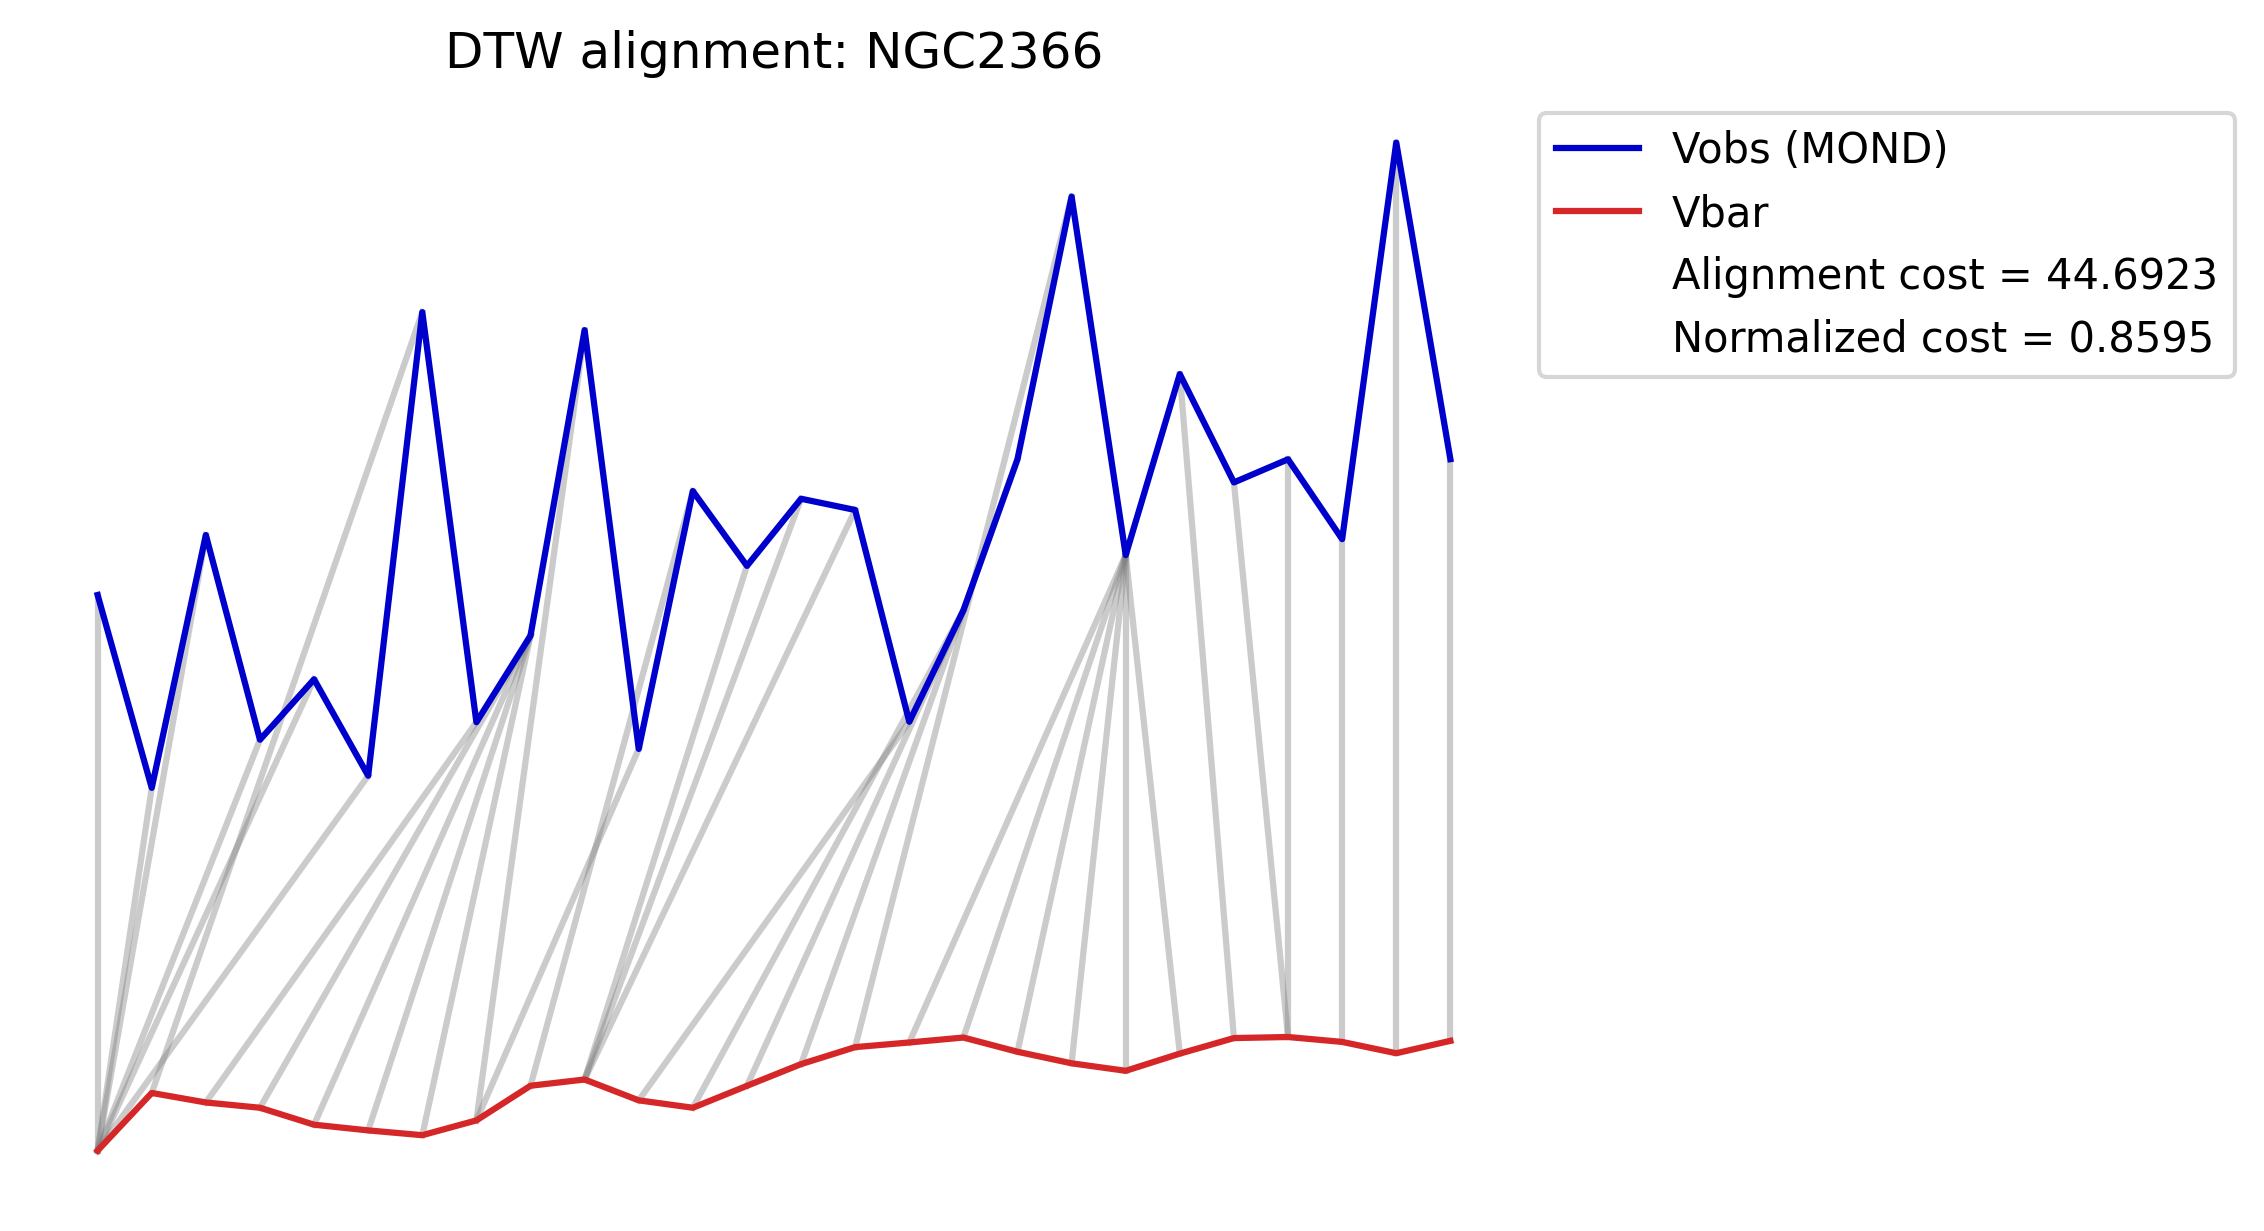 DTW alignment: NGC2366
Vobs (MOND)
Vbar
Alignment cost = 44.6923
Normalized cost = 0.8595